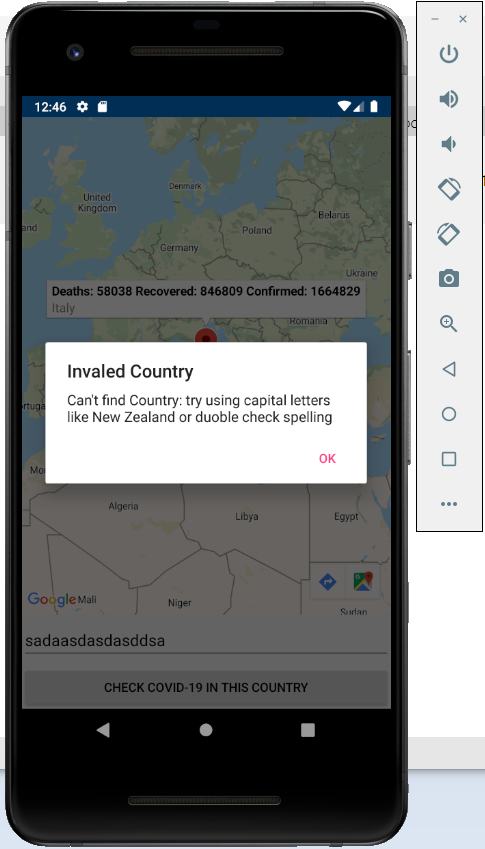 12:46
United
Kingdom
Denmark
Belarus
Poland
Germany
Ukraine
Deaths: 58038 Recovered: 846809 Confirmed: 1664829
Italy
Romania
Invaled Country
Can't find Country: try using capital letters
like New Zealand or duoble check spelling
OK
Algeria
Libya
Egypt
Google
Mali
Niger
Sudan
sadaasdasdasddsa
CHECK COVID-19 IN THIS COUNTRY